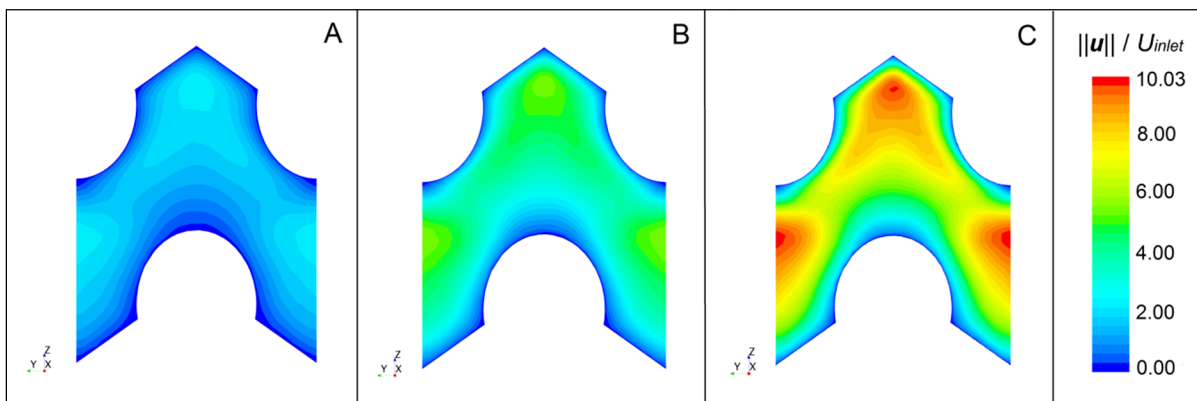 A
B
C
||u|| / Uinlet
10.03
8.00
6.00
4.00
2.00
0.00
Z
Y X
Z
Y X
Z
Y X